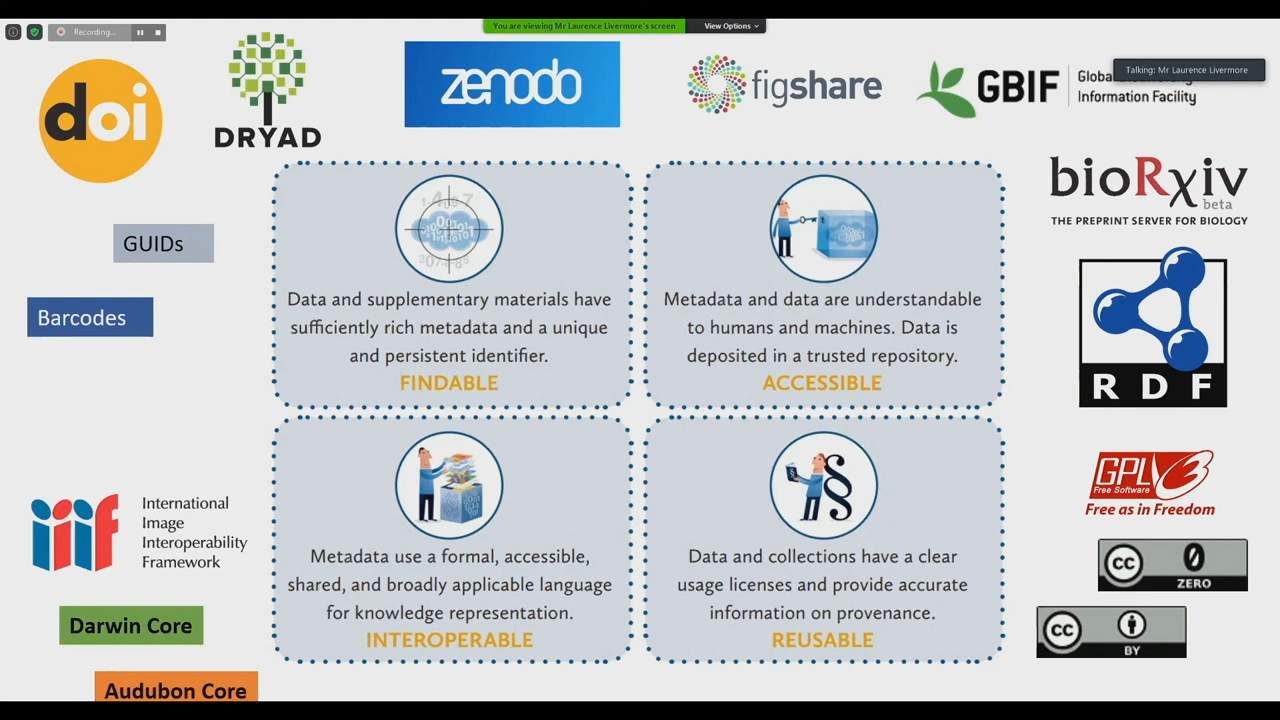 You are viewing Mr Laurence Livermore's screen
View Options
Recording...
Talking: Mr Laurence Livermore
doi
DRYAD
zenodo
figshare
GBIF
Global
Information Facility
bioRxiv
beta
THE PREPRINT SERVER FOR BIOLOGY
GUIDs
Barcodes
Data and supplementary materials have
sufficiently rich metadata and a unique
and persistent identifier.
FINDABLE
Metadata and data are understandable
to humans and machines. Data is
deposited in a trusted repository.
ACCESSIBLE
RDF
iiif
International
Image
Interoperability
Framework
Metadata use a formal, accessible,
shared, and broadly applicable language
for knowledge representation.
INTEROPERABLE
Data and collections have a clear
usage licenses and provide accurate
information on provenance.
REUSABLE
GPLv3
Free Software
Free as in Freedom
CC 0
ZERO
CC
BY
Darwin Core
Audubon Core